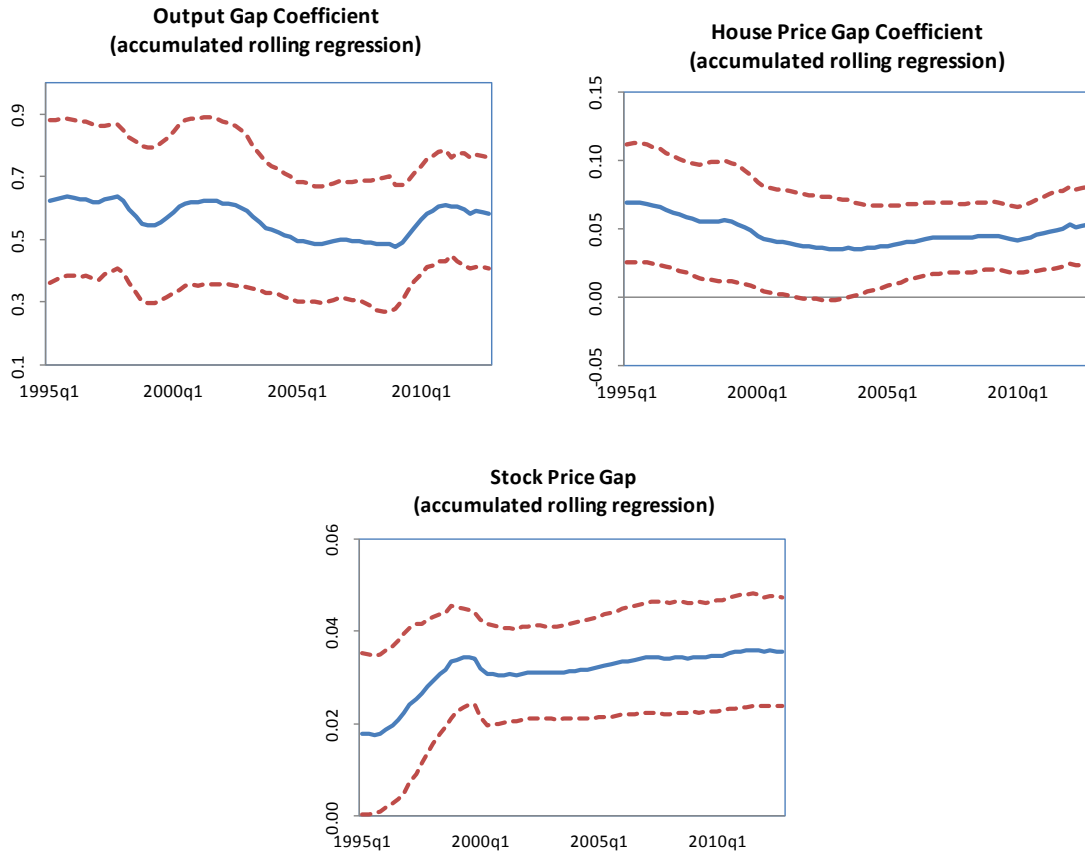 Output Gap Coefficient
(accumulated rolling regression)
0.9
0.7
0.5
0.3
0.1
1995q1 2000q1 2005q1 2010q1
House Price Gap Coefficient
(accumulated rolling regression)
0.15
0.10
0.05
0.00
-0.05
1995q1 2000q1 2005q1 2010q1
Stock Price Gap
(accumulated rolling regression)
0.06
0.04
0.02
0.00
1995q1 2000q1 2005q1 2010q1